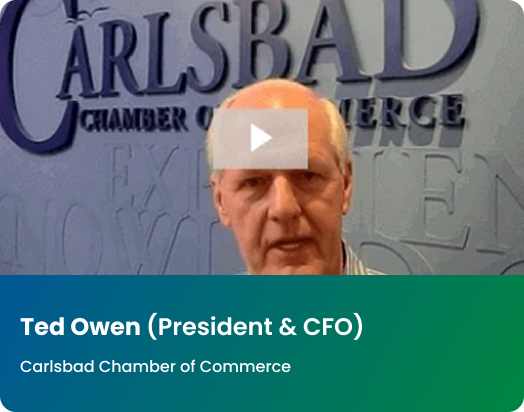 CARLSBAD
CHAMBER OF COMMERCE
Ted Owen (President & CFO)
Carlsbad Chamber of Commerce